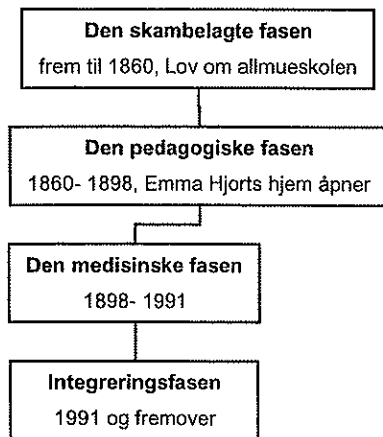 Den skambelagte fasen
frem til 1860, Lov om allmueskolen
Den pedagogiske fasen
1860- 1898, Emma Hjorts hjem åpner
Den medisinske fasen
1898- 1991
Integreringsfasen
1991 og fremover